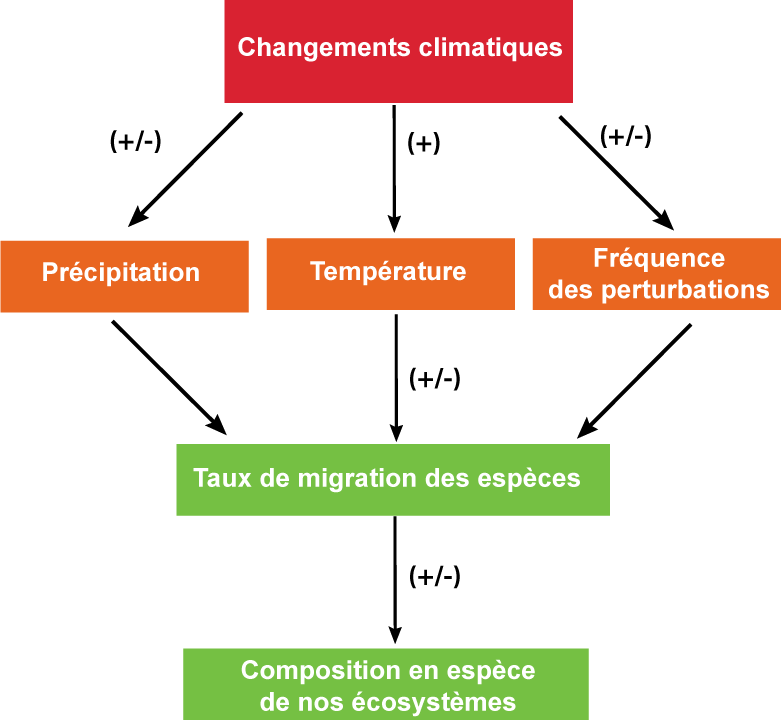 Changements climatiques
(+/-)
(+)
(+/-)
Précipitation
Température
Fréquence
des perturbations
(+/-)
Taux de migration des espèces
(+/-)
Composition en espèce
de nos écosystèmes